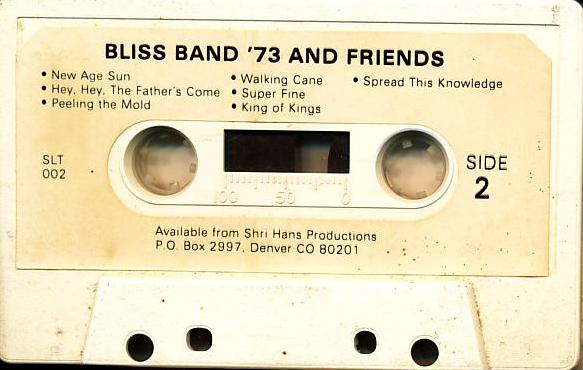 BLISS BAND '73 AND FRIENDS
• New Age Sun
• Hey, Hey, The Father's Come
• Peeling the Mold
• Walking Cane
• Super Fine
• King of Kings
• Spread This Knowledge
SLT
002
SIDE
2
100 50 0
Available from Shri Hans Productions
P.O. Box 2997, Denver CO 80201